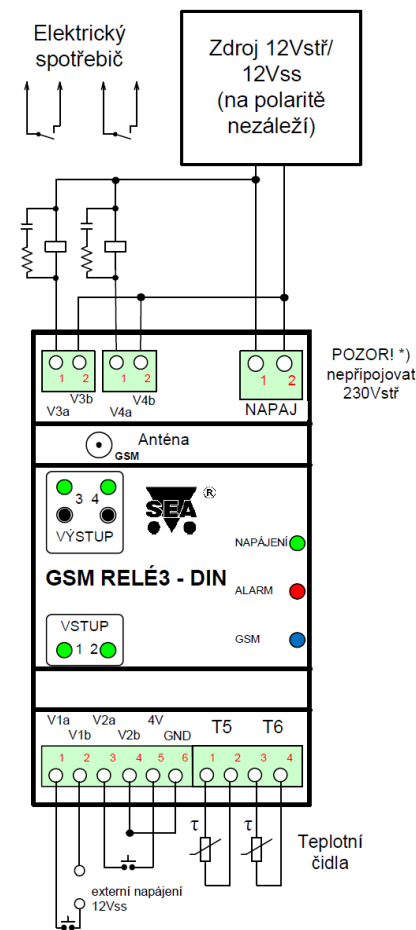 Elektrický
spotřebič
Zdroj 12Vstř/
12Vss
(na polaritě
nezáleží)
1 2 1 2 1 2
V3b V4b
V3a V4a NAPAJ
POZOR! *)
nepřipojovat
230Vstř
Anténa
GSM
3 4
VÝSTUP
SEA ®
NAPÁJENÍ
GSM RELÉ3 - DIN
ALARM
VSTUP
1 2
GSM
V1a V2a 4V T5 T6
V1b V2b GND
1 2 3 4 5 6 1 2 3 4
τ τ
Teplotní
čidla
externí napájení
12Vss